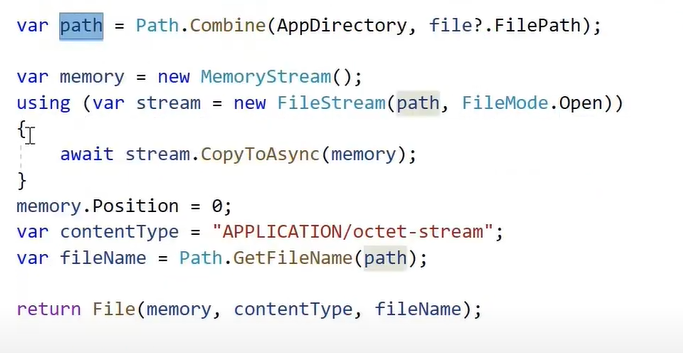 var path = Path.Combine(AppDirectory, file?.FilePath);
var memory = new MemoryStream();
using (var stream = new FileStream(path, FileMode.Open))
{
await stream.CopyToAsync(memory);
}
memory.Position = 0;
var contentType = "APPLICATION/octet-stream";
var fileName = Path.GetFileName(path);
return File(memory, contentType, fileName);